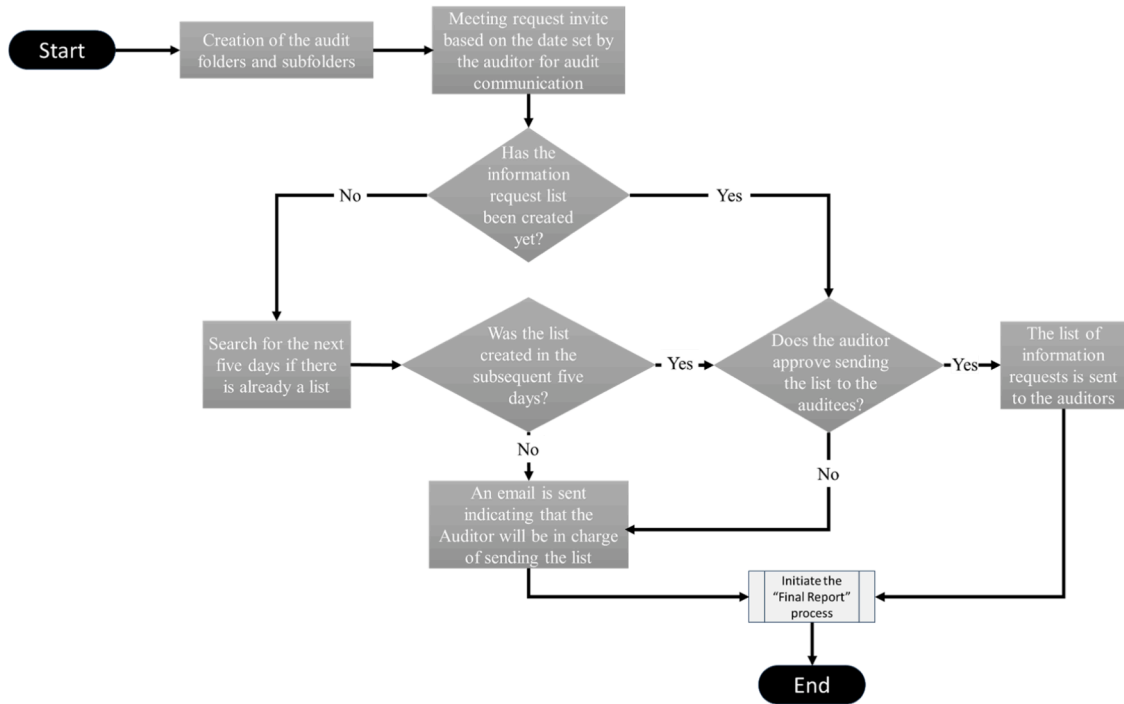 Start
Creation of the audit
folders and subfolders
Meeting request invite
based on the date set by
the auditor for audit
communication
Has the
information
request list
been created
yet?
No
Yes
Search for the next
five days if there
is already a list
Was the list
created in the
subsequent five
days?
Yes
Does the auditor
approve sending
the list to the
auditees?
Yes
The list of
information
requests is sent
to the auditors
No
No
An email is sent
indicating that the
Auditor will be in charge
of sending the list
Initiate the
“Final Report”
process
End